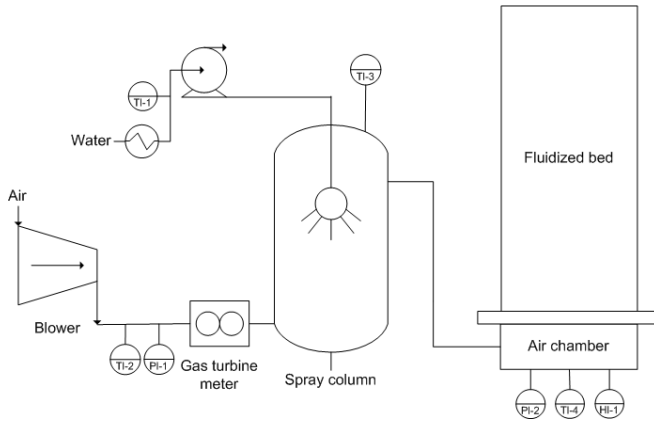 TI-3
TI-1
Water
Fluidized bed
Air
Blower
TI-2
PI-1
Gas turbine
meter
Spray column
Air chamber
PI-2
TI-4
HI-1